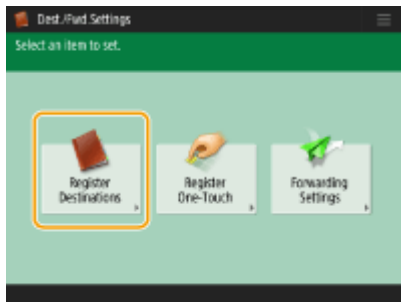 Dest./Fwd Settings
Select an item to set.
Register
Destinations
Register
One-Touch
Forwarding
Settings